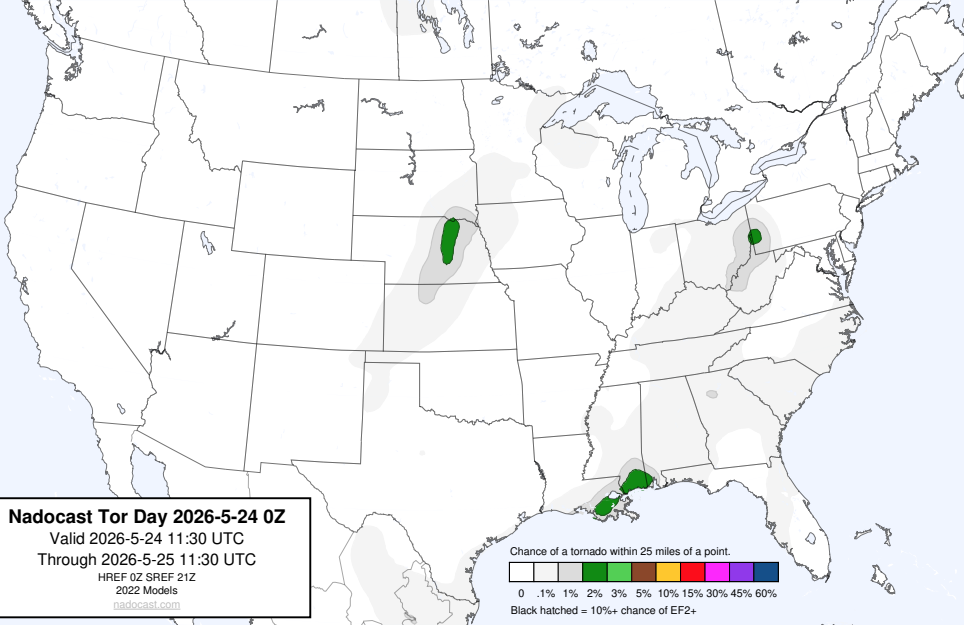 Nadocast Tor Day 2026-5-24 0Z
Valid 2026-5-24 11:30 UTC
Through 2026-5-25 11:30 UTC
HREF 0Z SREF 21Z
2022 Models
nadocast.com
Chance of a tornado within 25 miles of a point.
0 .1% 1% 2% 3% 5% 10% 15% 30% 45% 60%
Black hatched = 10%+ chance of EF2+